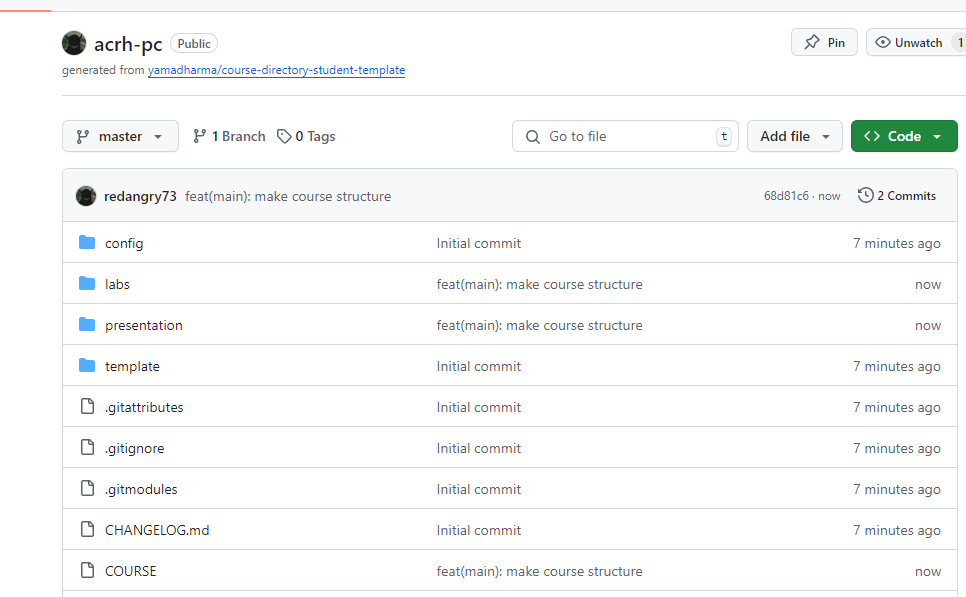 acrh-pc Public
generated from yamadharma/course-directory-student-template
Pin
Unwatch 1
master
1 Branch
0 Tags
Go to file t
Add file
Code
redangry73 feat(main): make course structure 68d81c6 · now 2 Commits
config Initial commit 7 minutes ago
labs feat(main): make course structure now
presentation feat(main): make course structure now
template Initial commit 7 minutes ago
.gitattributes Initial commit 7 minutes ago
.gitignore Initial commit 7 minutes ago
.gitmodules Initial commit 7 minutes ago
CHANGELOG.md Initial commit 7 minutes ago
COURSE feat(main): make course structure now